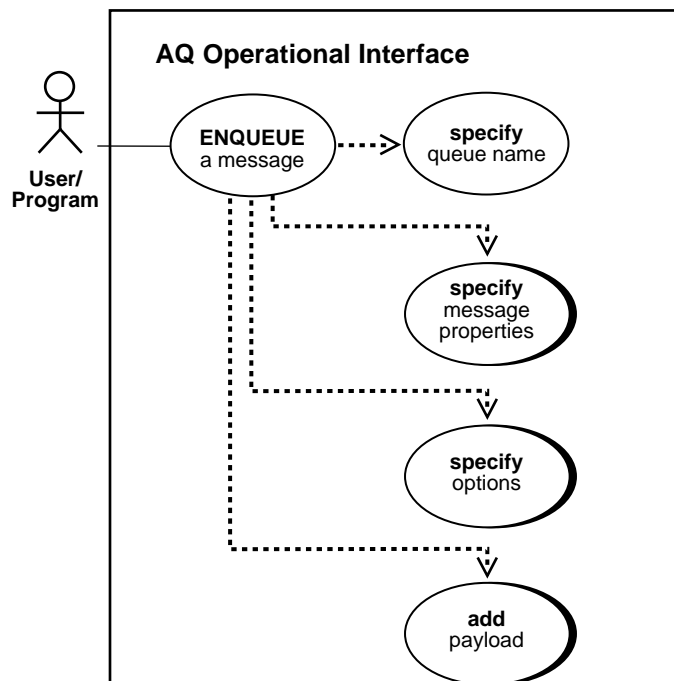 AQ Operational Interface
User/
Program
ENQUEUE
a message
specify
queue name
specify
message
properties
specify
options
add
payload